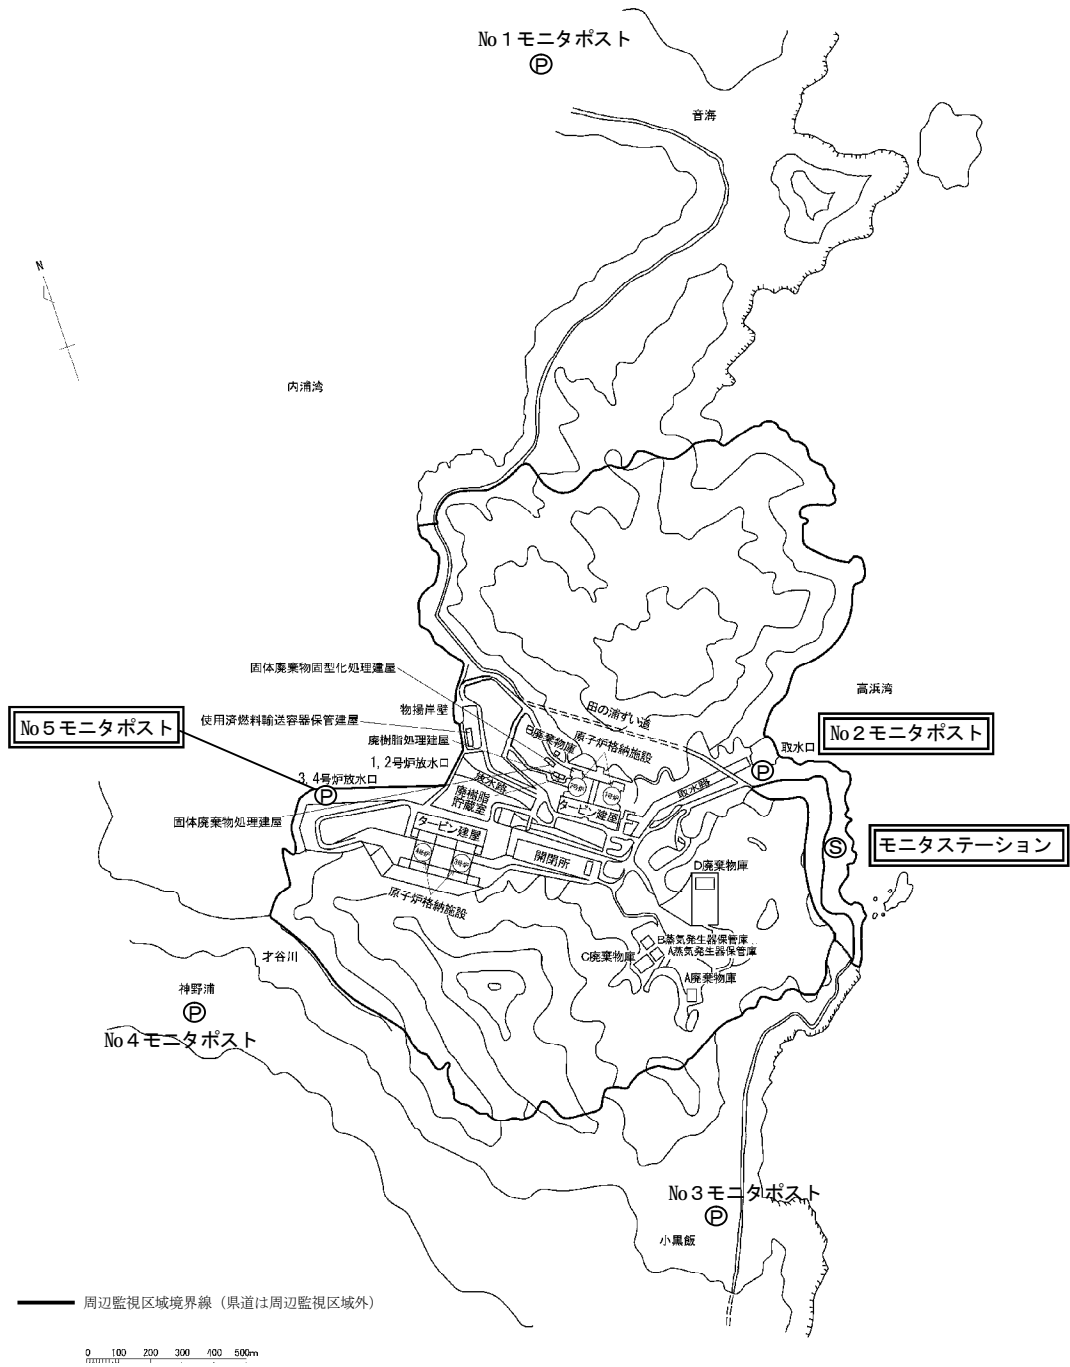 No１モニタポスト
Ⓟ
音海
N
内浦湾
固体廃棄物固型化処理建屋
高浜湾
田の浦ずい道
物揚岸壁
使用済燃料輸送容器保管建屋
No５モニタポスト
B廃棄物庫
原子炉格納施設
No２モニタポスト
取水口
廃樹脂処理建屋
1,2号炉放水口
Ⓟ
3,4号炉放水口
放水路
取水路
Ⓟ
廃樹脂
貯蔵室
2号炉
1号炉
タービン建屋
固体廃棄物処理建屋
タービン建屋
モニタステーション
Ⓢ
4号炉
3号炉
開閉所
D廃棄物庫
原子炉格納施設
B蒸気発生器保管庫
A蒸気発生器保管庫
C廃棄物庫
A廃棄物庫
才谷川
神野浦
Ⓟ
No４モニタポスト
No３モニタポスト
Ⓟ
小黒飯
周辺監視区域境界線（県道は周辺監視区域外）
0 100 200 300 400 500m